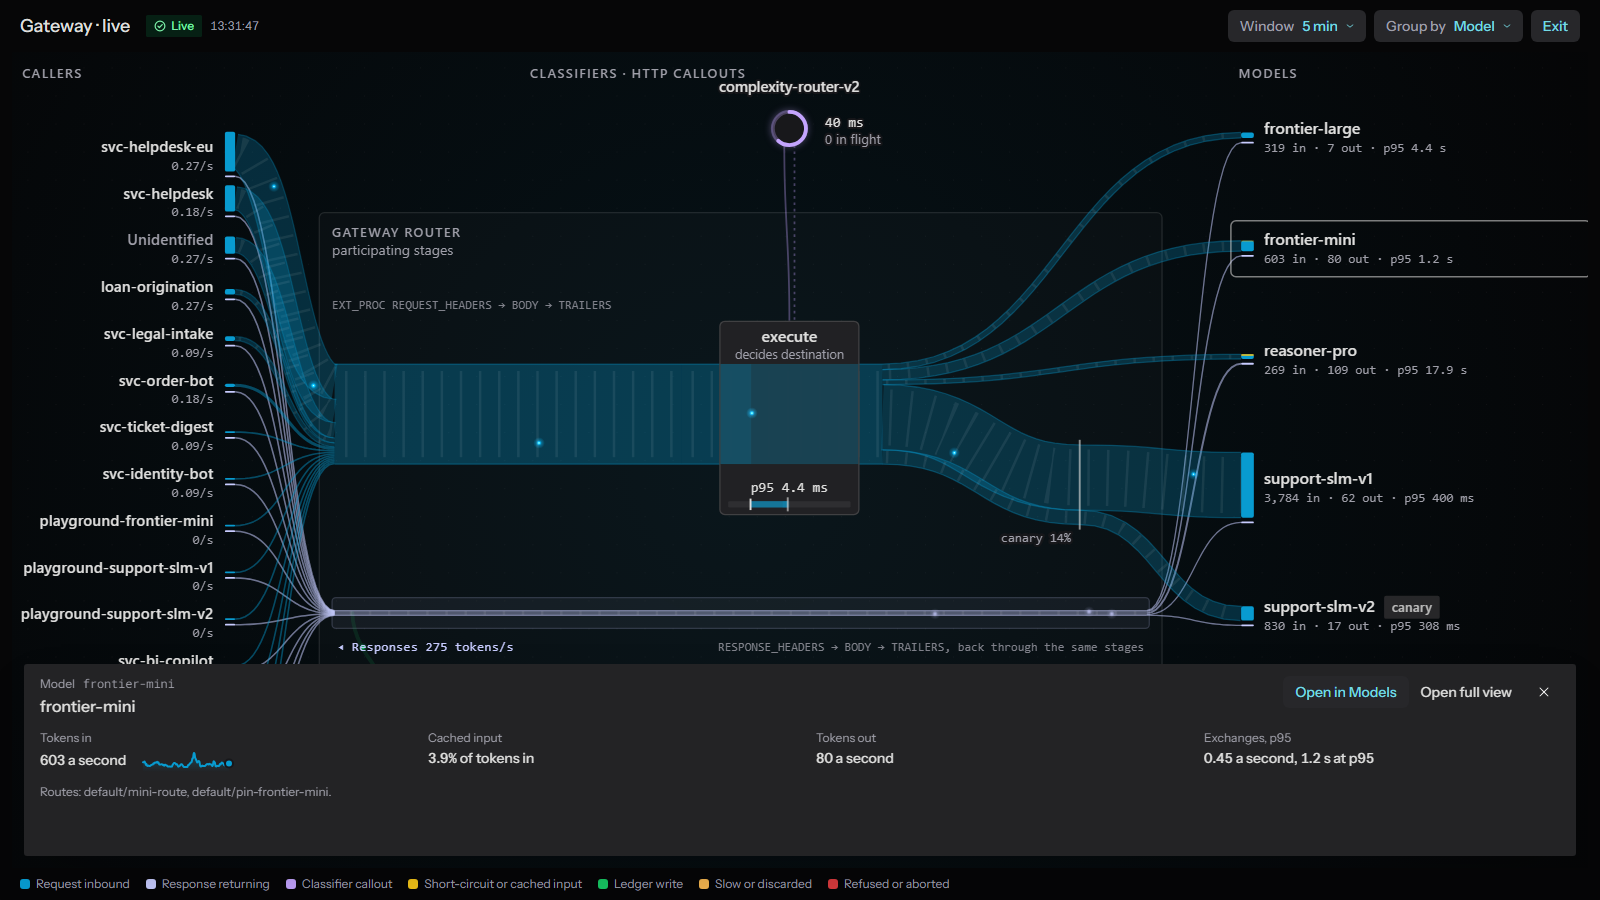 Gateway · live
Live
13:31:47
Window 5 min
Group by Model
Exit
CALLERS
CLASSIFIERS · HTTP CALLOUTS
MODELS
complexity-router-v2
40 ms
0 in flight
svc-helpdesk-eu
0.27/s
svc-helpdesk
0.18/s
Unidentified
0.27/s
loan-origination
0.27/s
svc-legal-intake
0.09/s
svc-order-bot
0.18/s
svc-ticket-digest
0.09/s
svc-identity-bot
0.09/s
playground-frontier-mini
0/s
playground-support-slm-v1
0/s
playground-support-slm-v2
0/s
svc-bi-copilot
GATEWAY ROUTER
participating stages
EXT_PROC REQUEST_HEADERS → BODY → TRAILERS
execute
decides destination
p95 4.4 ms
canary 14%
frontier-large
319 in · 7 out · p95 4.4 s
frontier-mini
603 in · 80 out · p95 1.2 s
reasoner-pro
269 in · 109 out · p95 17.9 s
support-slm-v1
3,784 in · 62 out · p95 400 ms
support-slm-v2 canary
830 in · 17 out · p95 308 ms
◂ Responses 275 tokens/s
RESPONSE_HEADERS → BODY → TRAILERS, back through the same stages
Model frontier-mini
frontier-mini
Open in Models
Open full view
Tokens in
603 a second
Cached input
3.9% of tokens in
Tokens out
80 a second
Exchanges, p95
0.45 a second, 1.2 s at p95
Routes: default/mini-route, default/pin-frontier-mini.
Request inbound
Response returning
Classifier callout
Short-circuit or cached input
Ledger write
Slow or discarded
Refused or aborted